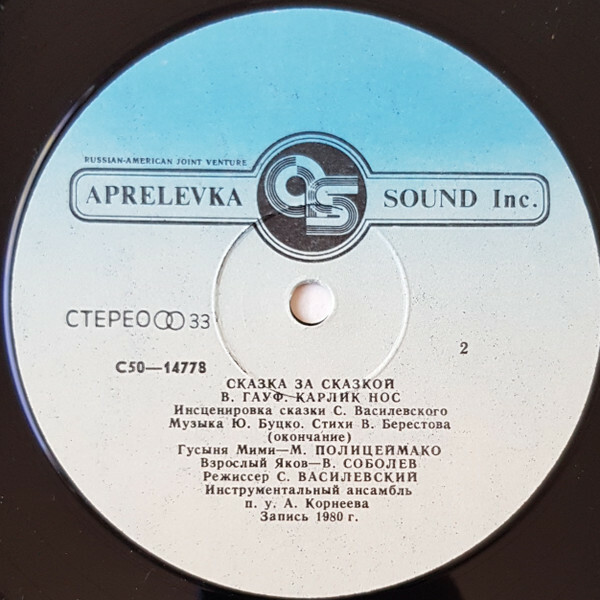 RUSSIAN-AMERICAN JOINT VENTURE
APRELEVKA AS SOUND Inc.
СТЕРЕО 33
2
С50—14778
СКАЗКА ЗА СКАЗКОЙ
В. ГАУФ. КАРЛИК НОС
Инсценировка сказки С. Василевского
Музыка Ю. Буцко. Стихи В. Берестова
(окончание)
Гусыня Мими—М. ПОЛИЦЕЙМАКО
Взрослый Яков—В. СОБОЛЕВ
Режиссер С. ВАСИЛЕВСКИЙ
Инструментальный ансамбль
п. у. А. Корнеева
Запись 1980 г.